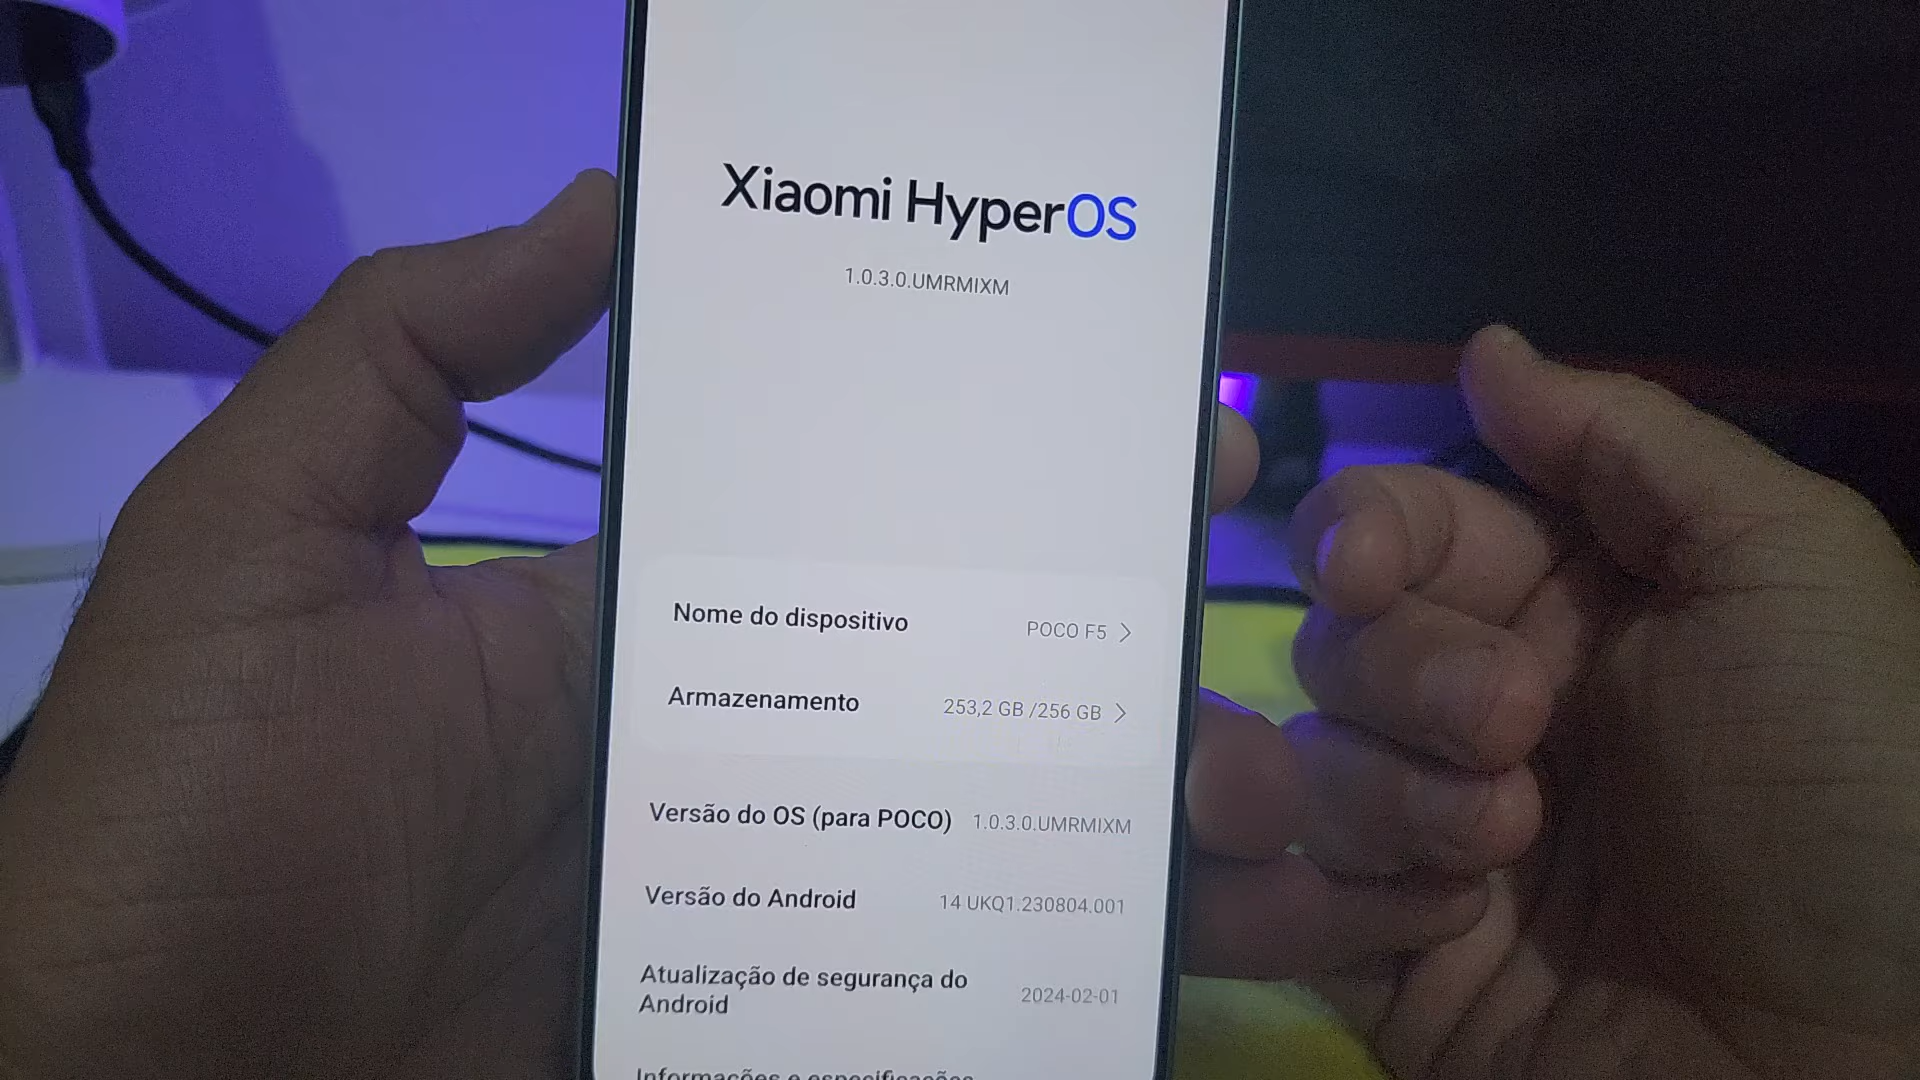 Xiaomi HyperOS
1.0.3.0.UMRMIXM
Nome do dispositivo POCO F5
Armazenamento 253,2 GB /256 GB
Versão do OS (para POCO) 1.0.3.0.UMRMIXM
Versão do Android 14 UKQ1.230804.001
Atualização de segurança do
Android 2024-02-01
Informações e especificações